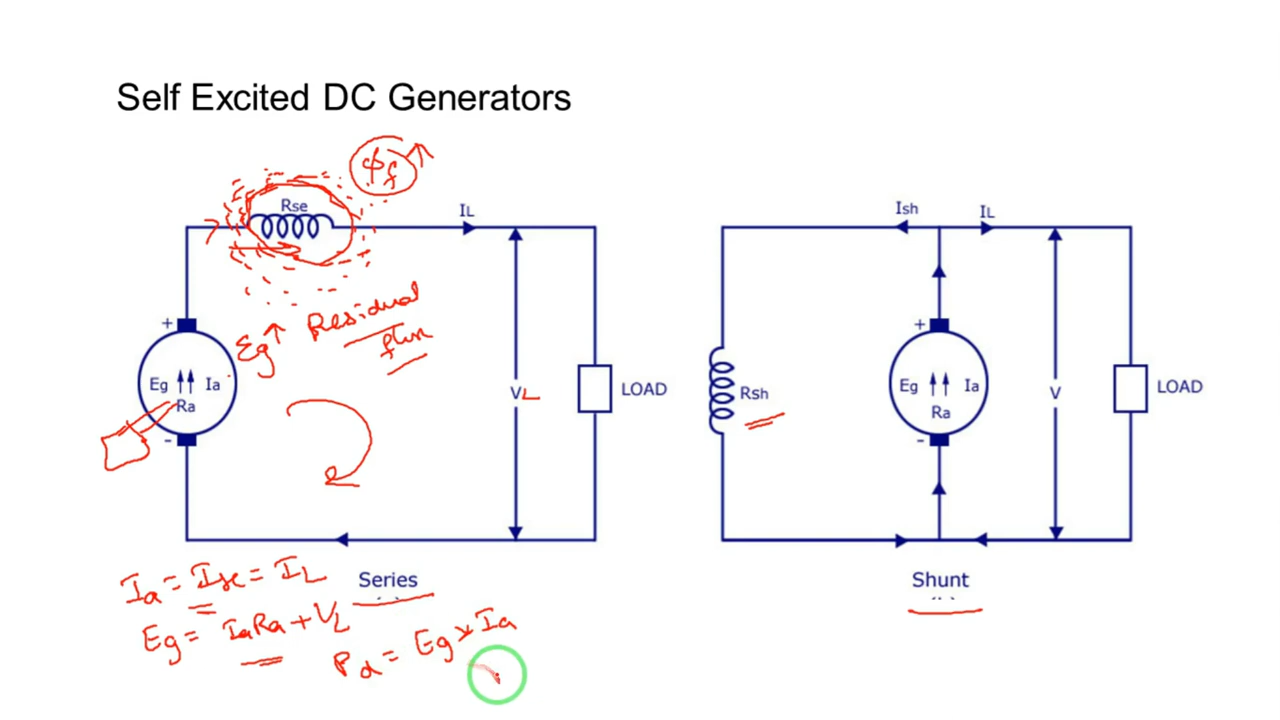 Self Excited DC Generators
ϕf ↑
Rse
IL
Eg ↑ Residual
flux
+
Eg Ia
Ra
-
VL
LOAD
Ia = Ise = IL
Series
Eg = IaRa + VL
Pd = Eg × Ia
Ish
IL
Rsh
+
Eg Ia
Ra
-
V
LOAD
Shunt